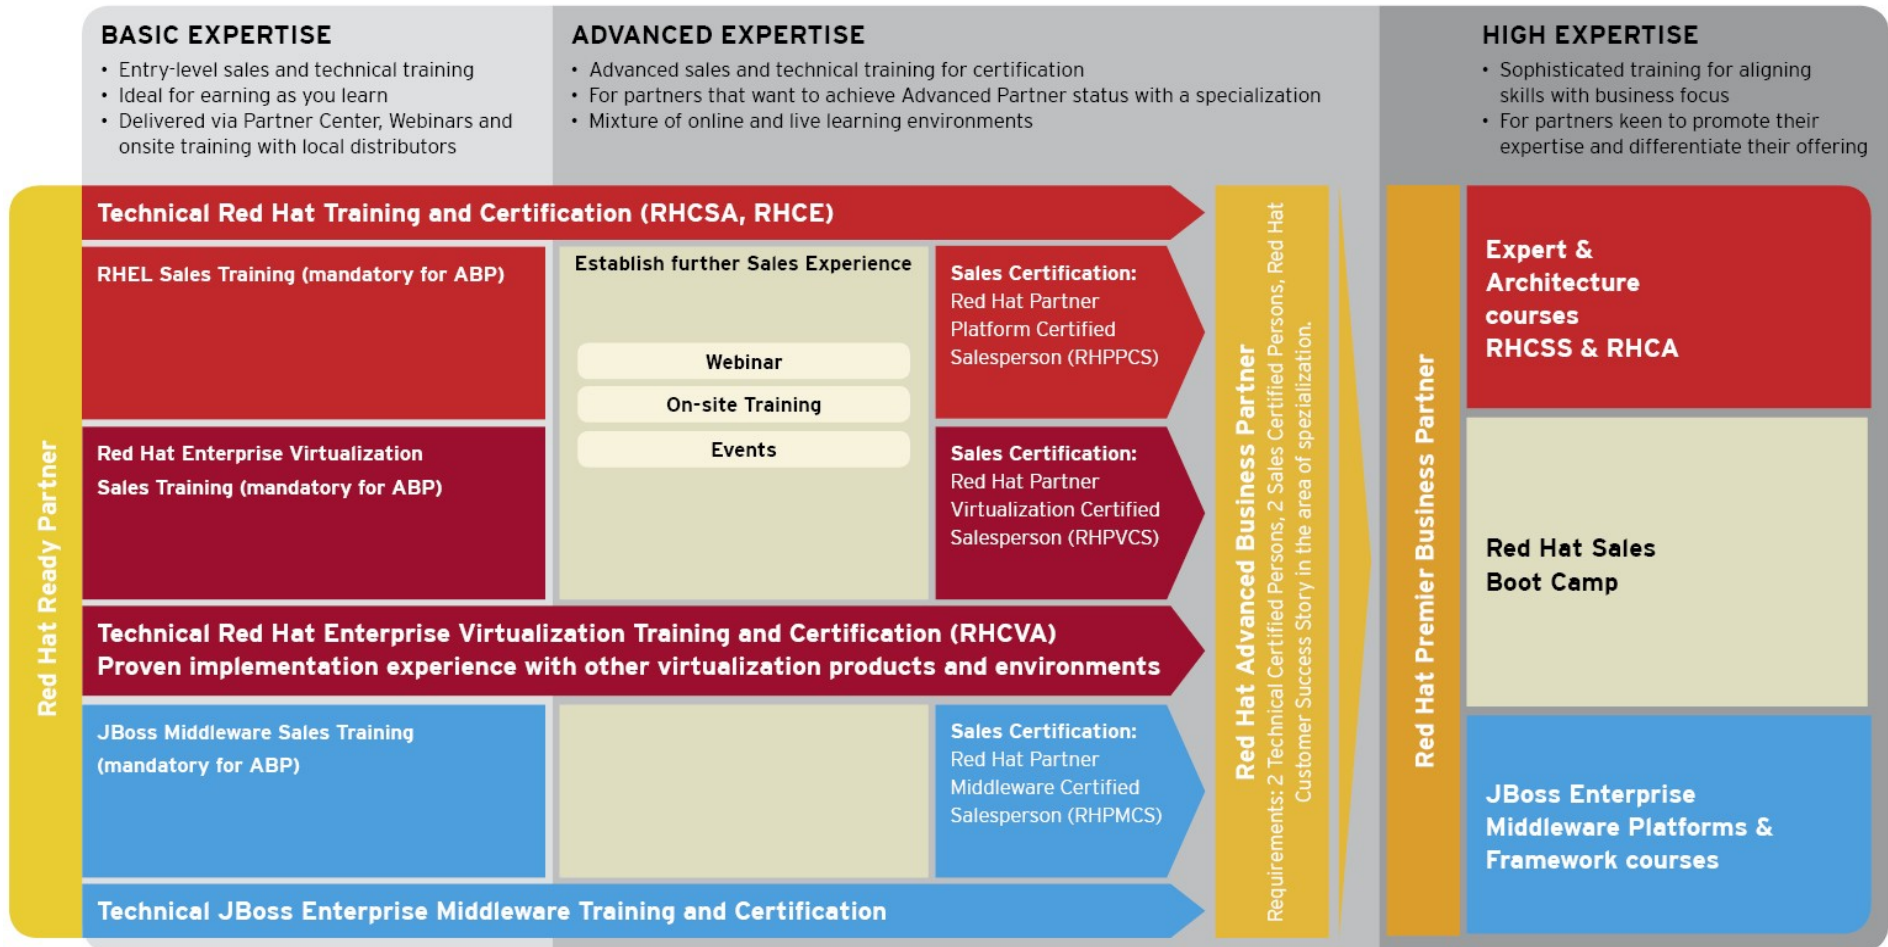 BASIC EXPERTISE
• Entry-level sales and technical training
• Ideal for earning as you learn
• Delivered via Partner Center, Webinars and
onsite training with local distributors
ADVANCED EXPERTISE
• Advanced sales and technical training for certification
• For partners that want to achieve Advanced Partner status with a specialization
• Mixture of online and live learning environments
HIGH EXPERTISE
• Sophisticated training for aligning
skills with business focus
• For partners keen to promote their
expertise and differentiate their offering
Red Hat Ready Partner
Technical Red Hat Training and Certification (RHCSA, RHCE)
RHEL Sales Training (mandatory for ABP)
Establish further Sales Experience
Webinar
On-site Training
Events
Sales Certification:
Red Hat Partner
Platform Certified
Salesperson (RHPPCS)
Red Hat Enterprise Virtualization
Sales Training (mandatory for ABP)
Sales Certification:
Red Hat Partner
Virtualization Certified
Salesperson (RHPVCS)
Technical Red Hat Enterprise Virtualization Training and Certification (RHCVA)
Proven implementation experience with other virtualization products and environments
JBoss Middleware Sales Training
(mandatory for ABP)
Sales Certification:
Red Hat Partner
Middleware Certified
Salesperson (RHPMCS)
Technical JBoss Enterprise Middleware Training and Certification
Red Hat Advanced Business Partner
Requirements: 2 Technical Certified Persons, 2 Sales Certified Persons, Red Hat
Customer Success Story in the area of spezialization.
Red Hat Premier Business Partner
Expert &
Architecture
courses
RHCSS & RHCA
Red Hat Sales
Boot Camp
JBoss Enterprise
Middleware Platforms &
Framework courses